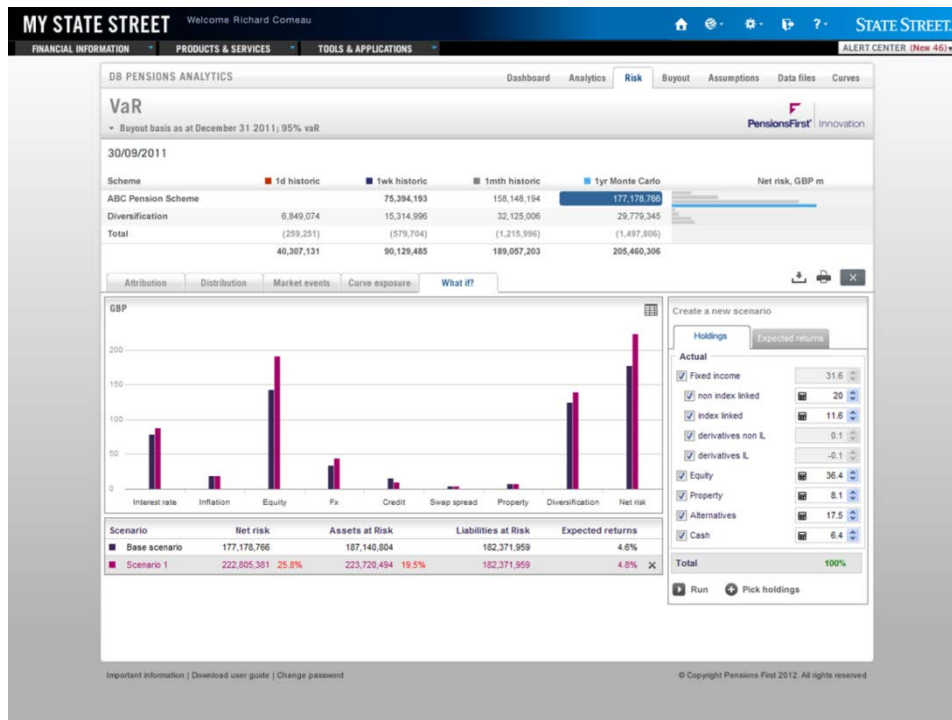 MY STATE STREET Welcome Richard Comeau ? STATE STREET.
FINANCIAL INFORMATION PRODUCTS & SERVICES TOOLS & APPLICATIONS ALERT CENTER (New 46)
DB PENSIONS ANALYTICS Dashboard Analytics Risk Buyout Assumptions Data files Curves
VaR
Buyout basis as at December 31 2011; 95% vaR PensionsFirst Innovation
30/09/2011
Scheme 1d historic 1wk historic 1mth historic 1yr Monte Carlo Net risk, GBP m
ABC Pension Scheme 75,394,193 158,148,194 177,178,766
Diversification 6,849,074 15,314,996 32,125,006 29,779,345
Total (259,251) (579,704) (1,215,996) (1,497,806)
40,307,131 90,129,485 189,057,203 205,460,306
Attribution Distribution Market events Curve exposure What if?
GBP
200
150
100
50
0
Interest rate Inflation Equity Fx Credit Swap spread Property Diversification Net risk
Scenario Net risk Assets at Risk Liabilities at Risk Expected returns
Base scenario 177,178,766 187,140,804 182,371,959 4.6%
Scenario 1 222,805,381 25.8% 223,720,494 19.5% 182,371,959 4.8%
Create a new scenario
Holdings Expected returns
Actual
Fixed income 31.6
non index linked 20
index linked 11.6
derivatives non IL 0.1
derivatives IL -0.1
Equity 36.4
Property 8.1
Alternatives 17.5
Cash 6.4
Total 100%
Run Pick holdings
Important information | Download user guide | Change password © Copyright Pensions First 2012. All rights reserved